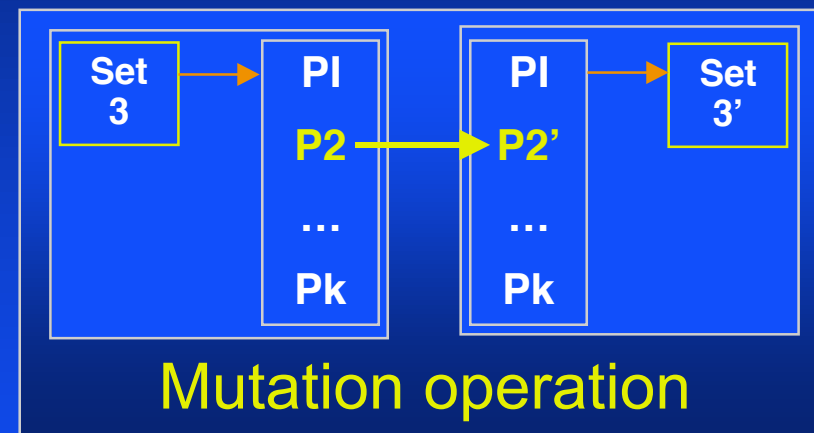 Set
3
PI
P2
...
Pk
PI
P2’
...
Pk
Set
3’
Mutation operation